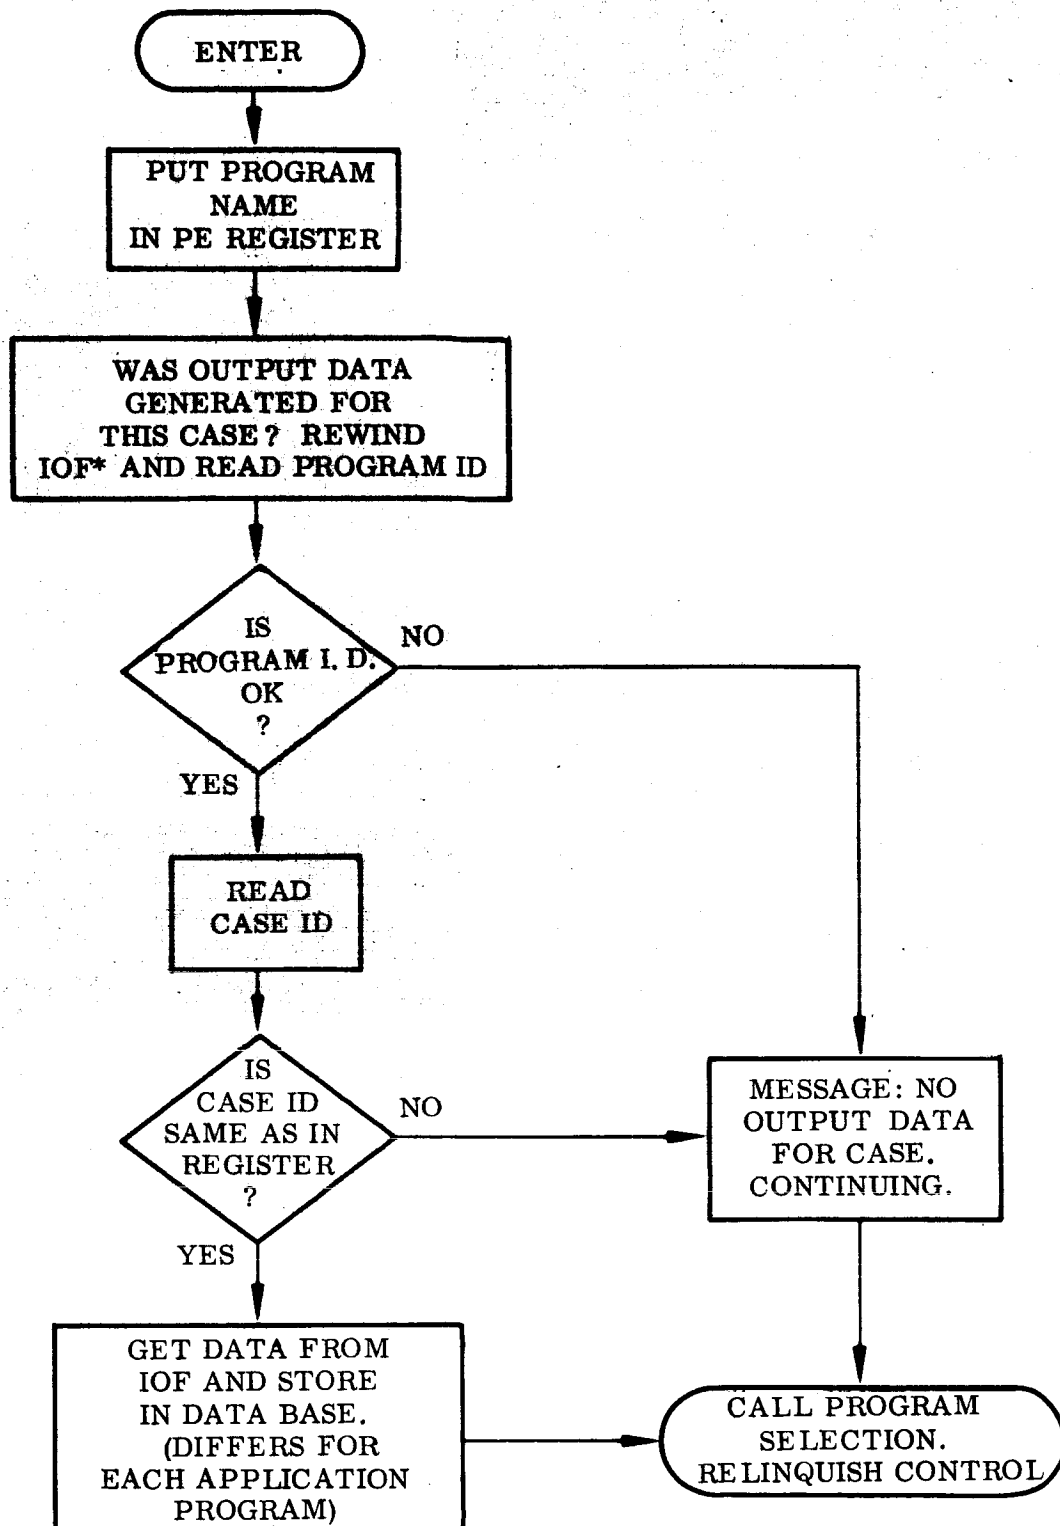 ENTER
PUT PROGRAM
NAME
IN PE REGISTER
WAS OUTPUT DATA
GENERATED FOR
THIS CASE? REWIND
IOF* AND READ PROGRAM ID
IS
PROGRAM I. D.
OK
?
NO
YES
READ
CASE ID
IS
CASE ID
SAME AS IN
REGISTER
?
NO
YES
MESSAGE: NO
OUTPUT DATA
FOR CASE.
CONTINUING.
GET DATA FROM
IOF AND STORE
IN DATA BASE.
(DIFFERS FOR
EACH APPLICATION
PROGRAM)
CALL PROGRAM
SELECTION.
RELINQUISH CONTROL